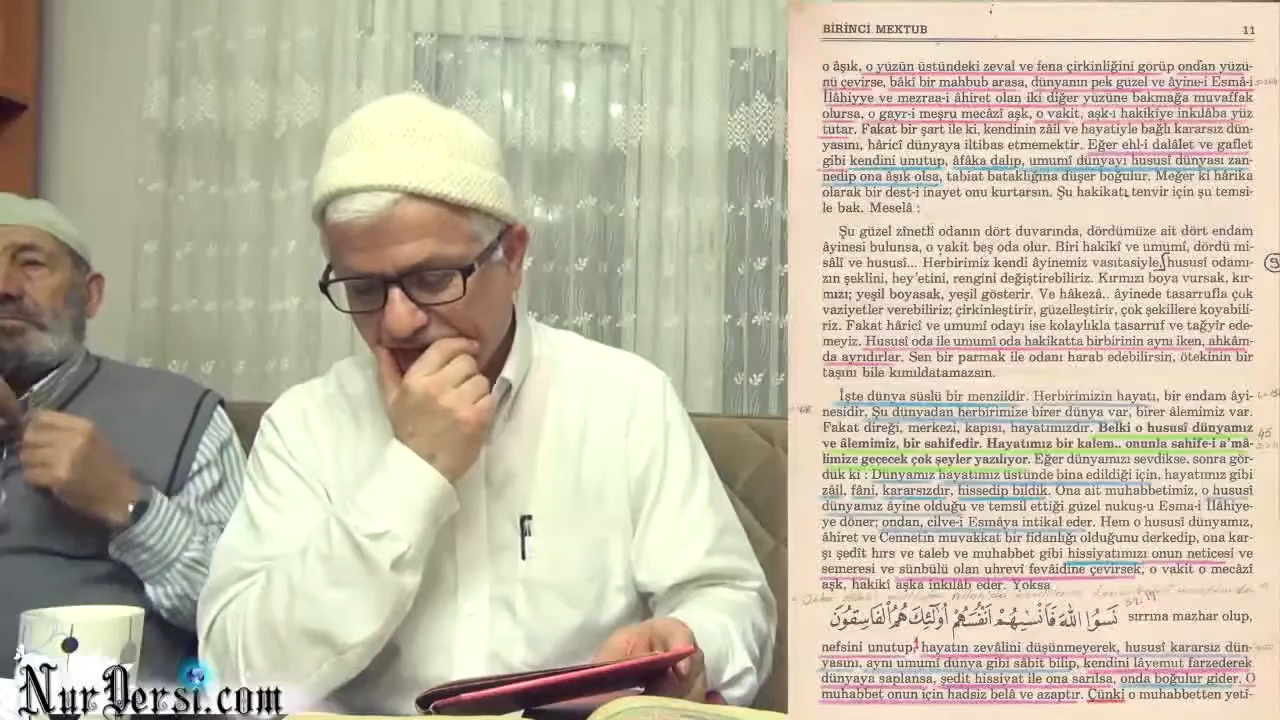 BİRİNCİ MEKTUB 11
o âşık, o yüzün üstündeki zeval ve fena çirkinliğini görüp ondan yüzü-
nü çevirse, bâkî bir mahbub arasa, dünyanın pek güzel ve âyine-i Esmâ-i
İlâhiyye ve mezraa-i âhiret olan iki diğer yüzüne bakmağa muvaffak
olursa, o gayr-i meşru mecâzî aşk, o vakit, aşk-ı hakikîye inkılâba yüz
tutar. Fakat bir şart ile ki, kendinin zâil ve hayatiyle bağlı kararsız dün-
yasını, hâricî dünyaya iltibas etmemektir. Eğer ehl-i dalâlet ve gaflet
gibi kendini unutup, âfâka dalıp, umumî dünyayı hususî dünyası zan-
nedip ona âşık olsa, tabiat bataklığına düşer boğulur. Meğer ki hârika
olarak bir dest-i inayet onu kurtarsın. Şu hakikatı tenvir için şu temsi-
le bak. Meselâ :
Şu güzel zînetli odanın dört duvarında, dördümüze ait dört endam
âyinesi bulunsa, o vakit beş oda olur. Biri hakikî ve umumî, dördü mi-
sâlî ve hususî... Herbirimiz kendi âyinemiz vasıtasiyle, hususî odamı-
zın şeklini, hey'etini, rengini değiştirebiliriz. Kırmızı boya vursak, kır-
mızı; yeşil boyasak, yeşil gösterir. Ve hâkezâ.. âyinede tasarrufla çok
vaziyetler verebiliriz; çirkinleştirir, güzelleştirir, çok şekillere koyabili-
riz. Fakat hâricî ve umumî odayı ise kolaylıkla tasarruf ve tağyîr ede-
meyiz. Hususî oda ile umumî oda hakikatta birbirinin aynı iken, ahkâm-
da ayrıdırlar. Sen bir parmak ile odanı harab edebilirsin, ötekinin bir
taşını bile kımıldatamazsın.
İşte dünya süslü bir menzildir. Herbirimizin hayatı, bir endam âyi-
nesidir. Şu dünyadan herbirimize birer dünya var, birer âlemimiz var.
Fakat direği, merkezi, kapısı, hayatımızdır. Belki o hususî dünyamız
ve âlemimiz, bir sahifedir. Hayatımız bir kalem.. onunla sahife-i a'mâ-
limize geçecek çok şeyler yazılıyor. Eğer dünyamızı sevdikse, sonra gör-
dük ki : Dünyamız hayatımız üstünde bina edildiği için, hayatımız gibi
zâil, fâni, kararsızdır, hissedip bildik. Ona ait muhabbetimiz, o hususî
dünyamız âyine olduğu ve temsil ettiği güzel nukuş-u Esma-i İlâhiye-
ye döner; ondan, cilve-i Esmâya intikal eder. Hem o hususî dünyamız,
âhiret ve Cennetin muvakkat bir fidanlığı olduğunu derkedip, ona kar-
şı şedît hırs ve taleb ve muhabbet gibi hissiyatımızı onun neticesi ve
semeresi ve sünbülü olan uhrevî fevâidine çevirsek, o vakit o mecâzî
aşk, hakikî aşka inkılâb eder. Yoksa
نَسُوا اللّٰهَ فَاَنْسٰيهُمْ اَنْفُسَهُمْ اُولٰٓئِكَ هُمُ الْفَاسِقُونَ sırrına mazhar olup,
nefsini unutup, hayatın zevâlini düşünmeyerek, hususî kararsız dün-
yasını, aynı umumî dünya gibi sâbit bilip, kendini lâyemut farzederek
dünyaya saplansa, şedît hissiyat ile ona sarılsa, onda boğulur gider. O
muhabbet onun için hadsiz belâ ve azaptır. Çünki o muhabbetten yeti-
NurDersi.com